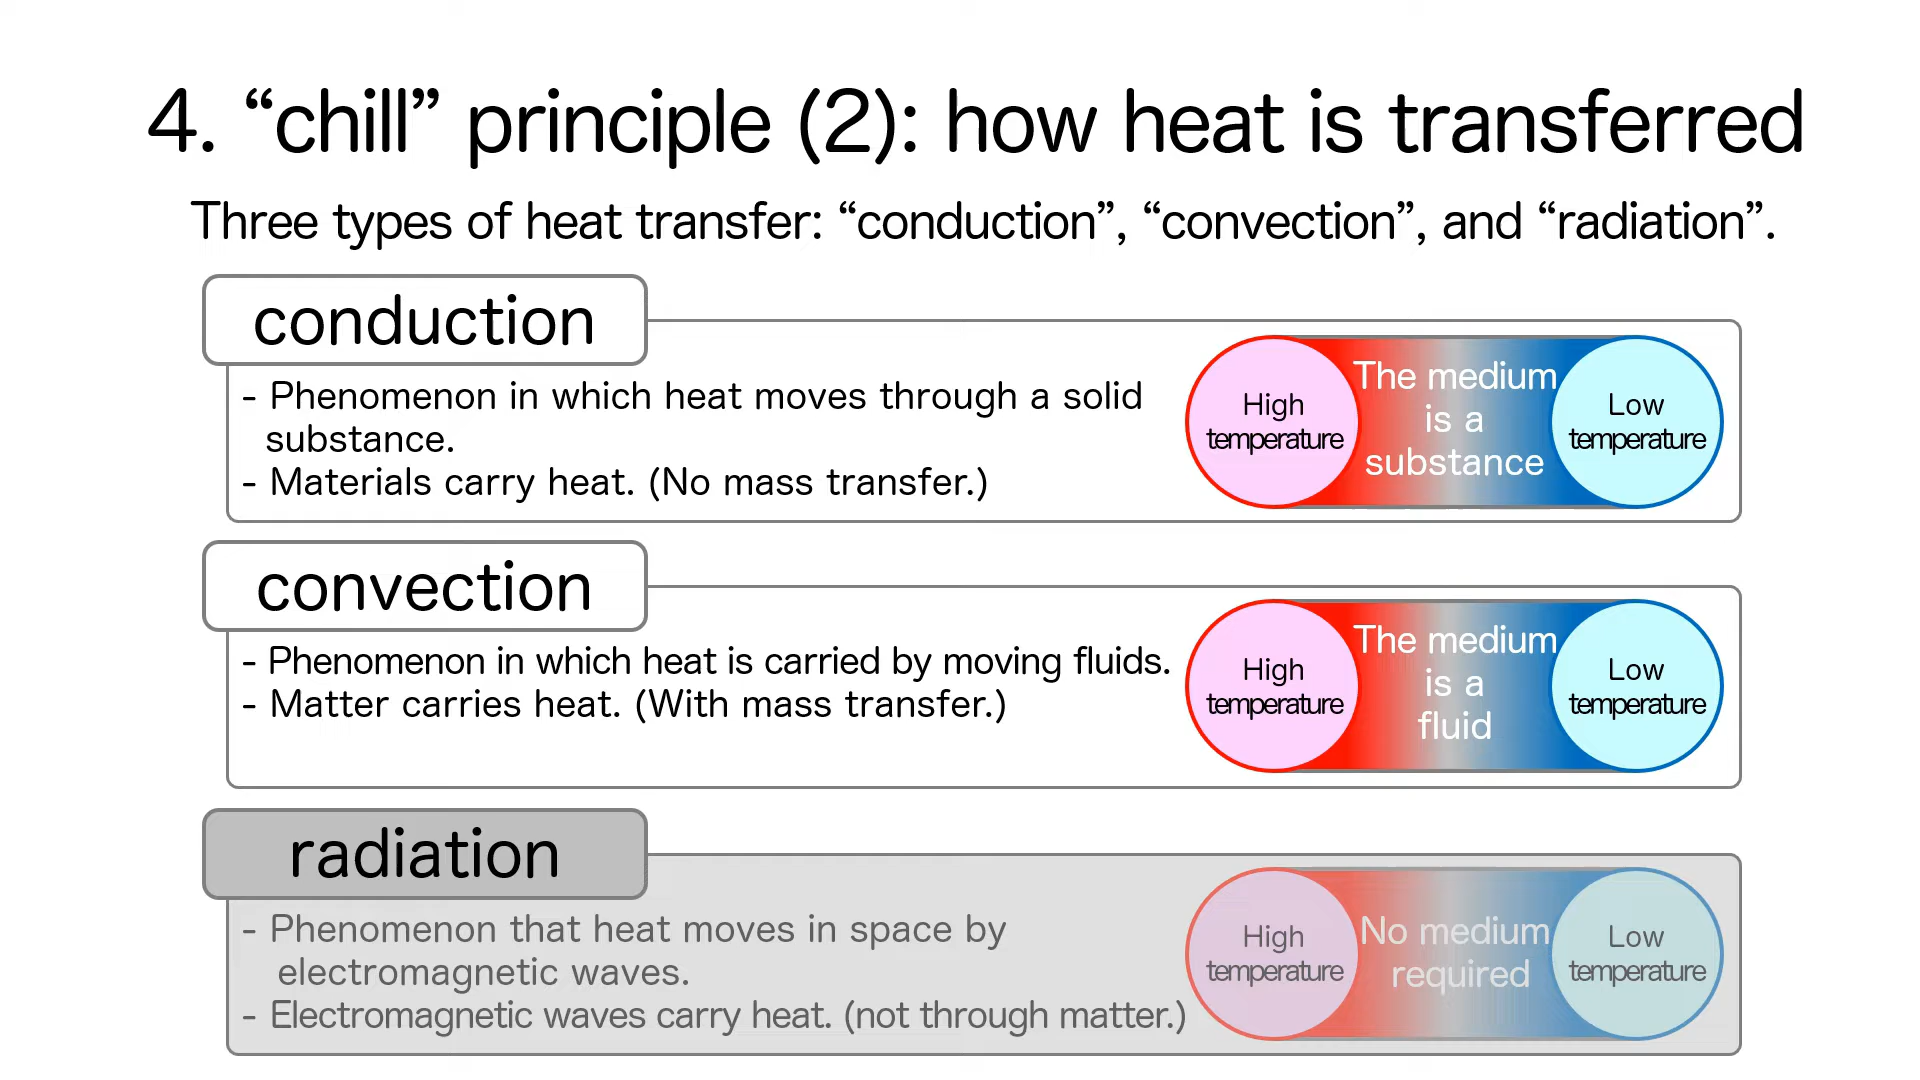 4. “chill” principle (2): how heat is transferred
Three types of heat transfer: “conduction”, “convection”, and “radiation”.
conduction
- Phenomenon in which heat moves through a solid
substance.
- Materials carry heat. (No mass transfer.)
High
temperature
The medium
is a
substance
Low
temperature
convection
- Phenomenon in which heat is carried by moving fluids.
- Matter carries heat. (With mass transfer.)
High
temperature
The medium
is a
fluid
Low
temperature
radiation
- Phenomenon that heat moves in space by
electromagnetic waves.
- Electromagnetic waves carry heat. (not through matter.)
High
temperature
No medium
required
Low
temperature